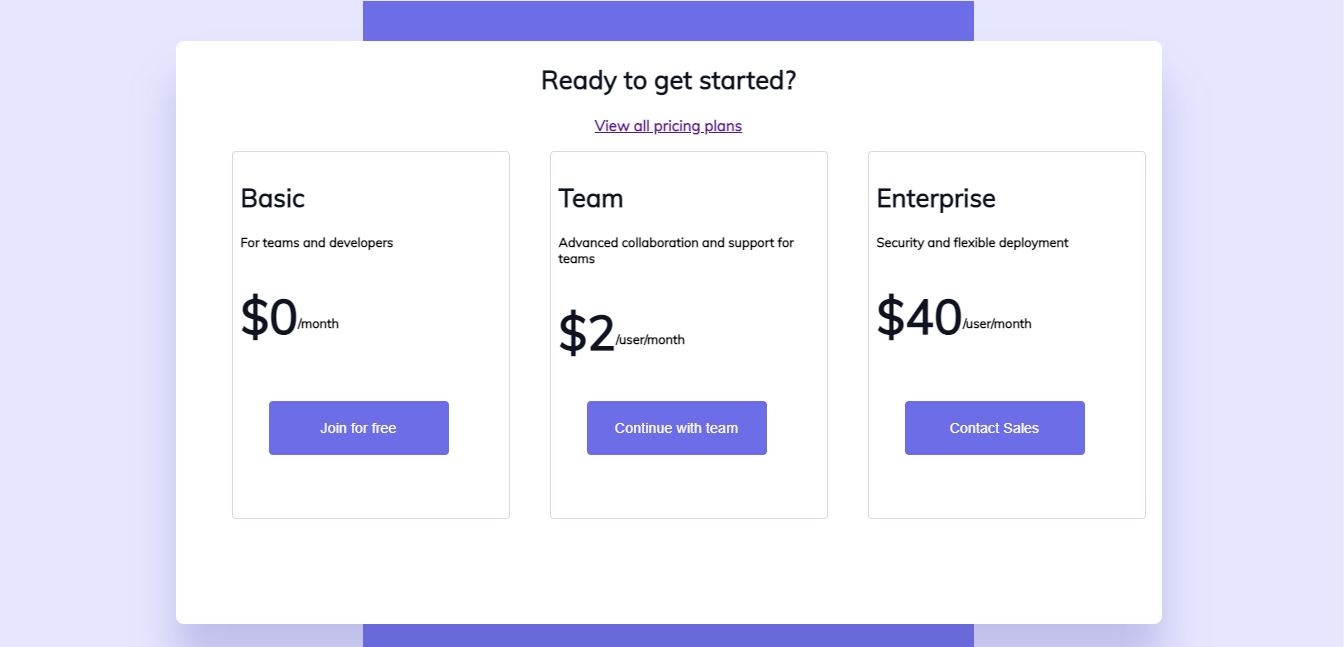 Ready to get started?
View all pricing plans
Basic
For teams and developers
$0/month
Join for free
Team
Advanced collaboration and support for
teams
$2/user/month
Continue with team
Enterprise
Security and flexible deployment
$40/user/month
Contact Sales